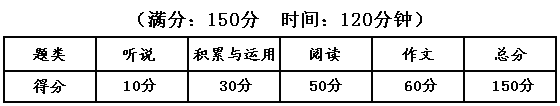 （满分：150分　时间：120分钟）
题类 听说 积累与运用 阅读 作文 总分
得分 10分 30分 50分 60分 150分